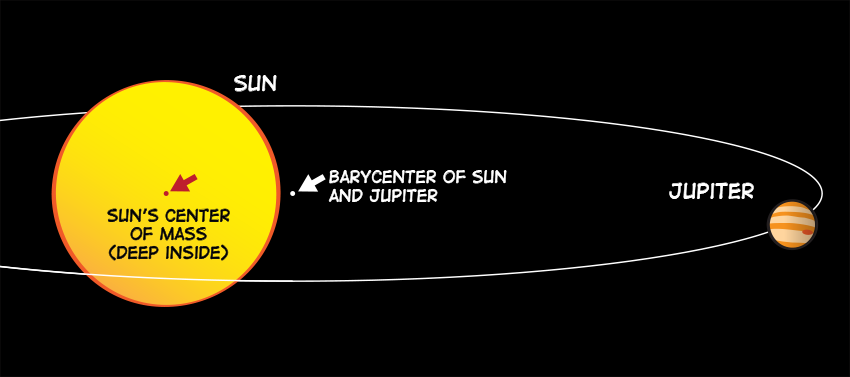 SUN
BARYCENTER OF SUN
AND JUPITER
JUPITER
SUN'S CENTER
OF MASS
(DEEP INSIDE)